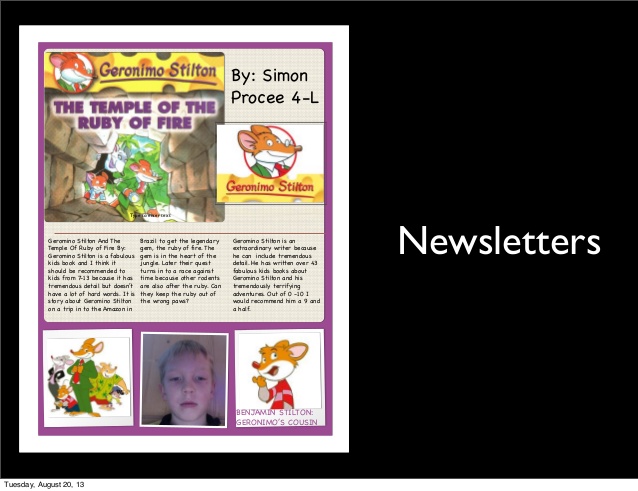 Geronimo Stilton
THE TEMPLE OF THE
RUBY OF FIRE
By: Simon
Procee 4-L
Geronimo Stilton
Geromino Stilton And The
Temple Of Ruby of Fire By:
Geromino Stilton is a fabulous
kids book and I think it
should be recommended to
kids from 7-13 because it has
tremendous detail but doesn't
have a lot of hard words. It is
story about Geromino Stilton
on a trip in to the Amazon in
Brazil to get the legendary
gem, the ruby of fire. The
gem is in the heart of the
jungle. Later their quest
turns in to a race against
time because other rodents
are also after the ruby. Can
they keep the ruby out of
the wrong paws?
Geromino Stilton is an
extraordinary writer because
he can include tremendous
detail. He has written over 43
fabulous kids books about
Geromino Stilton and his
tremendously terrifying
adventures. Out of 0 -10 I
would recommend him a 9 and
a half.
BENJAMIN STILTON:
GERONIMO'S COUSIN
Newsletters
Tuesday, August 20, 13